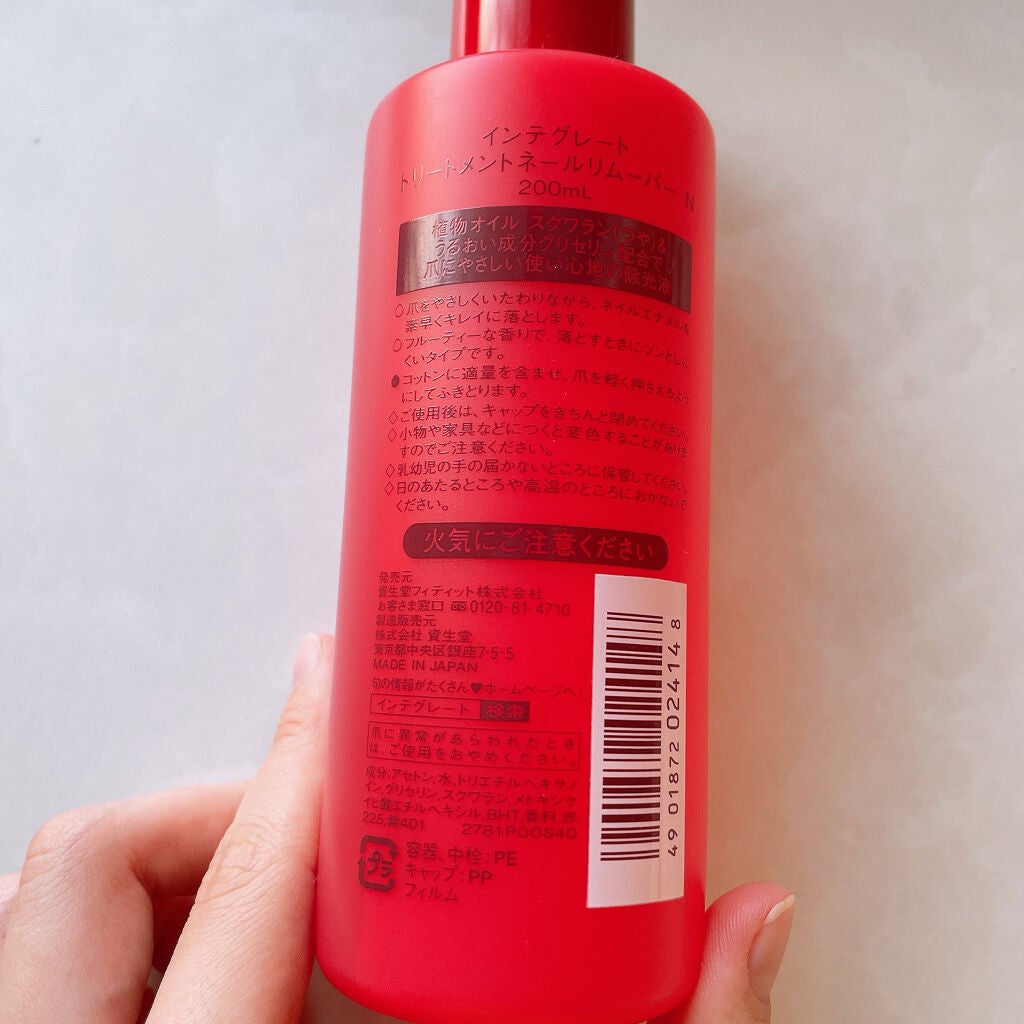 インテグレート
トリートメントネールリムーバー N
200mL
植物オイル スクワラン(つや)&
うるおい成分グリセリン配合で
爪にやさしい使い心地の除光液
○爪をやさしくいたわりながら、ネイルエナメルを
素早くキレイに落とします。
○フルーティーな香りで、落とすときにツンとしに
くいタイプです。
●コットンに適量を含ませ、爪を軽く押さえるよう
にしてふきとります。
◇ご使用後は、キャップをきちんと閉めてください。
◇小物や家具などにつくと変色することがありま
すのでご注意ください。
◇乳幼児の手の届かないところに保管してください。
◇日のあたるところや高温のところにおかないで
ください。
火気にご注意ください
発売元
資生堂フィティット株式会社
お客さま窓口 0120-81-4710
製造販売元
株式会社 資生堂
東京都中央区銀座7-5-5
MADE IN JAPAN
旬の情報がたくさん♥ホームページへ!
インテグレート 検索
爪に異常があらわれたとき
は、ご使用をおやめください。
成分:アセトン,水,トリエチルヘキサノ
イン,グリセリン,スクワラン,メトキシケ
イヒ酸エチルヘキシル,BHT,香料,赤
225,紫401 2781P00S40
プラ
容器、中栓:PE
キャップ:PP
フィルム
49 01872 024148